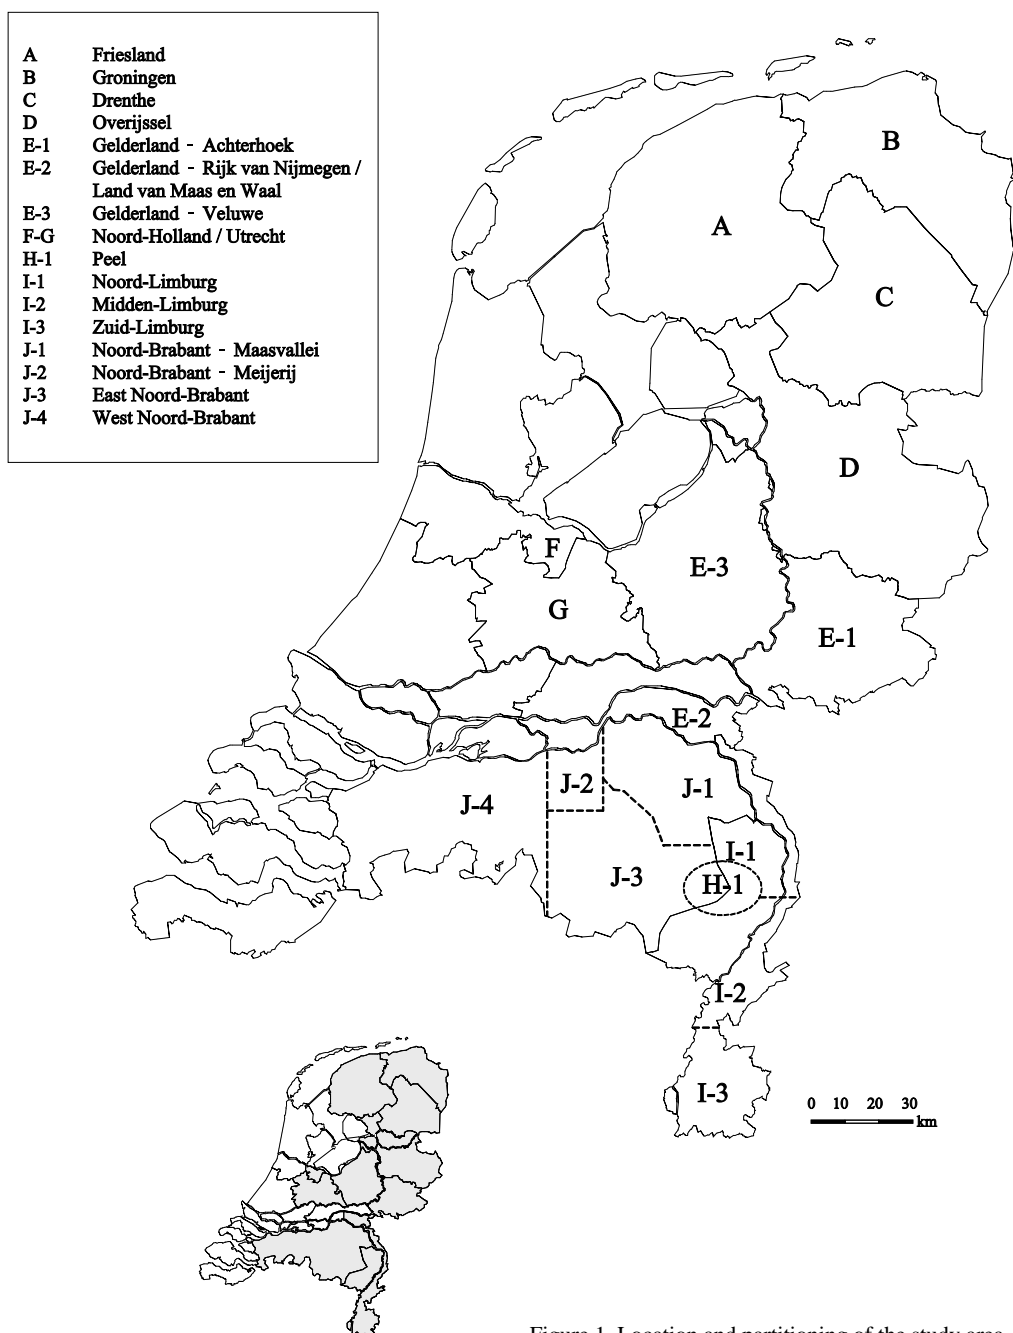 A Friesland
B Groningen
C Drenthe
D Overijssel
E-1 Gelderland - Achterhoek
E-2 Gelderland - Rijk van Nijmegen /
Land van Maas en Waal
E-3 Gelderland - Veluwe
F-G Noord-Holland / Utrecht
H-1 Peel
I-1 Noord-Limburg
I-2 Midden-Limburg
I-3 Zuid-Limburg
J-1 Noord-Brabant - Maasvallei
J-2 Noord-Brabant - Meijerij
J-3 East Noord-Brabant
J-4 West Noord-Brabant
B
A
C
D
F
E-3
G
E-1
E-2
J-2
J-1
J-4
I-1
J-3
H-1
I-2
I-3
0 10 20 30
km
Figure 1. Location and partitioning of the study area